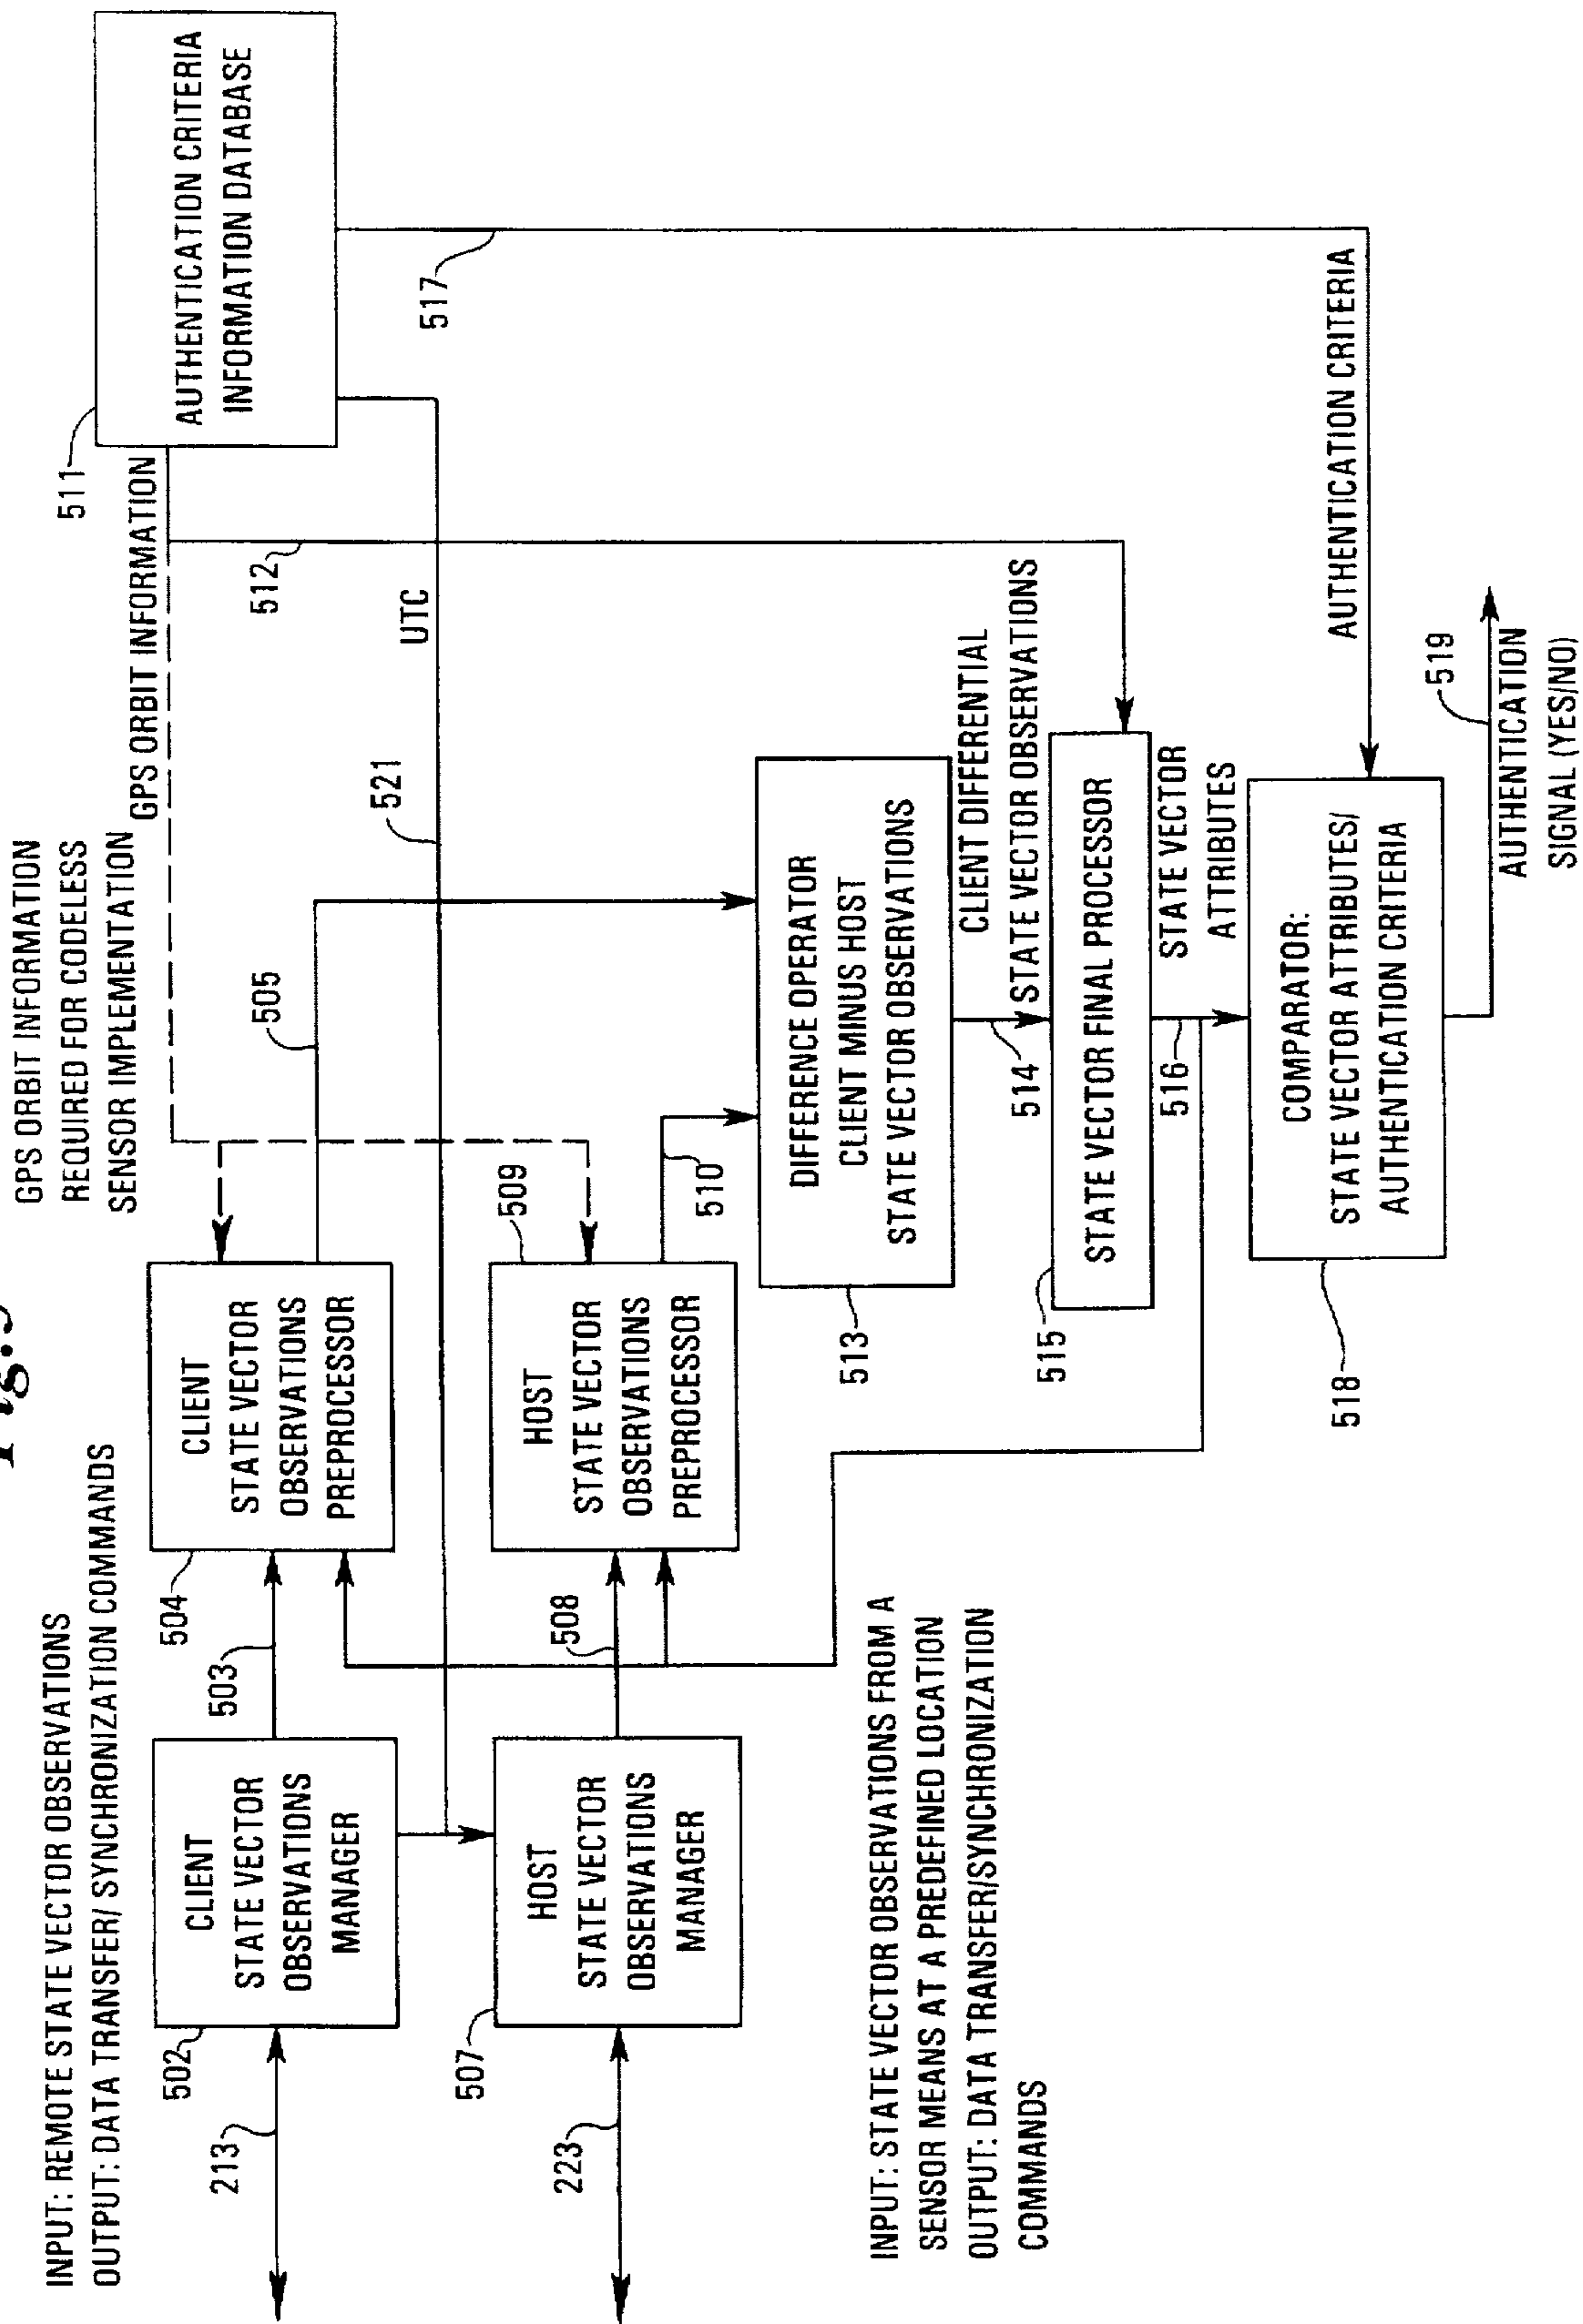 Fig.5
INPUT: REMOTE STATE VECTOR OBSERVATIONS
OUTPUT: DATA TRANSFER/ SYNCHRONIZATION COMMANDS
GPS ORBIT INFORMATION
REQUIRED FOR CODELESS
SENSOR IMPLEMENTATION
GPS ORBIT INFORMATION
511
AUTHENTICATION CRITERIA
INFORMATION DATABASE
213
502
CLIENT
STATE VECTOR
OBSERVATIONS
MANAGER
503
504
CLIENT
STATE VECTOR
OBSERVATIONS
PREPROCESSOR
505
521
UTC
512
517
223
507
HOST
STATE VECTOR
OBSERVATIONS
MANAGER
508
509
HOST
STATE VECTOR
OBSERVATIONS
PREPROCESSOR
510
INPUT: STATE VECTOR OBSERVATIONS FROM A
SENSOR MEANS AT A PREDEFINED LOCATION
OUTPUT: DATA TRANSFER/SYNCHRONIZATION
COMMANDS
513
DIFFERENCE OPERATOR
CLIENT MINUS HOST
STATE VECTOR OBSERVATIONS
514
CLIENT DIFFERENTIAL
STATE VECTOR OBSERVATIONS
515
STATE VECTOR FINAL PROCESSOR
516
STATE VECTOR
ATTRIBUTES
518
COMPARATOR:
STATE VECTOR ATTRIBUTES/
AUTHENTICATION CRITERIA
AUTHENTICATION CRITERIA
519
AUTHENTICATION
SIGNAL (YES/NO)